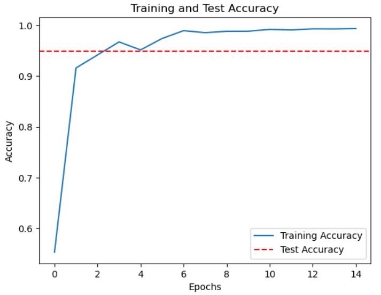 Training and Test Accuracy
1.0
0.9
0.8
0.7
0.6
Accuracy
0 2 4 6 8 10 12 14
Epochs
Training Accuracy
Test Accuracy